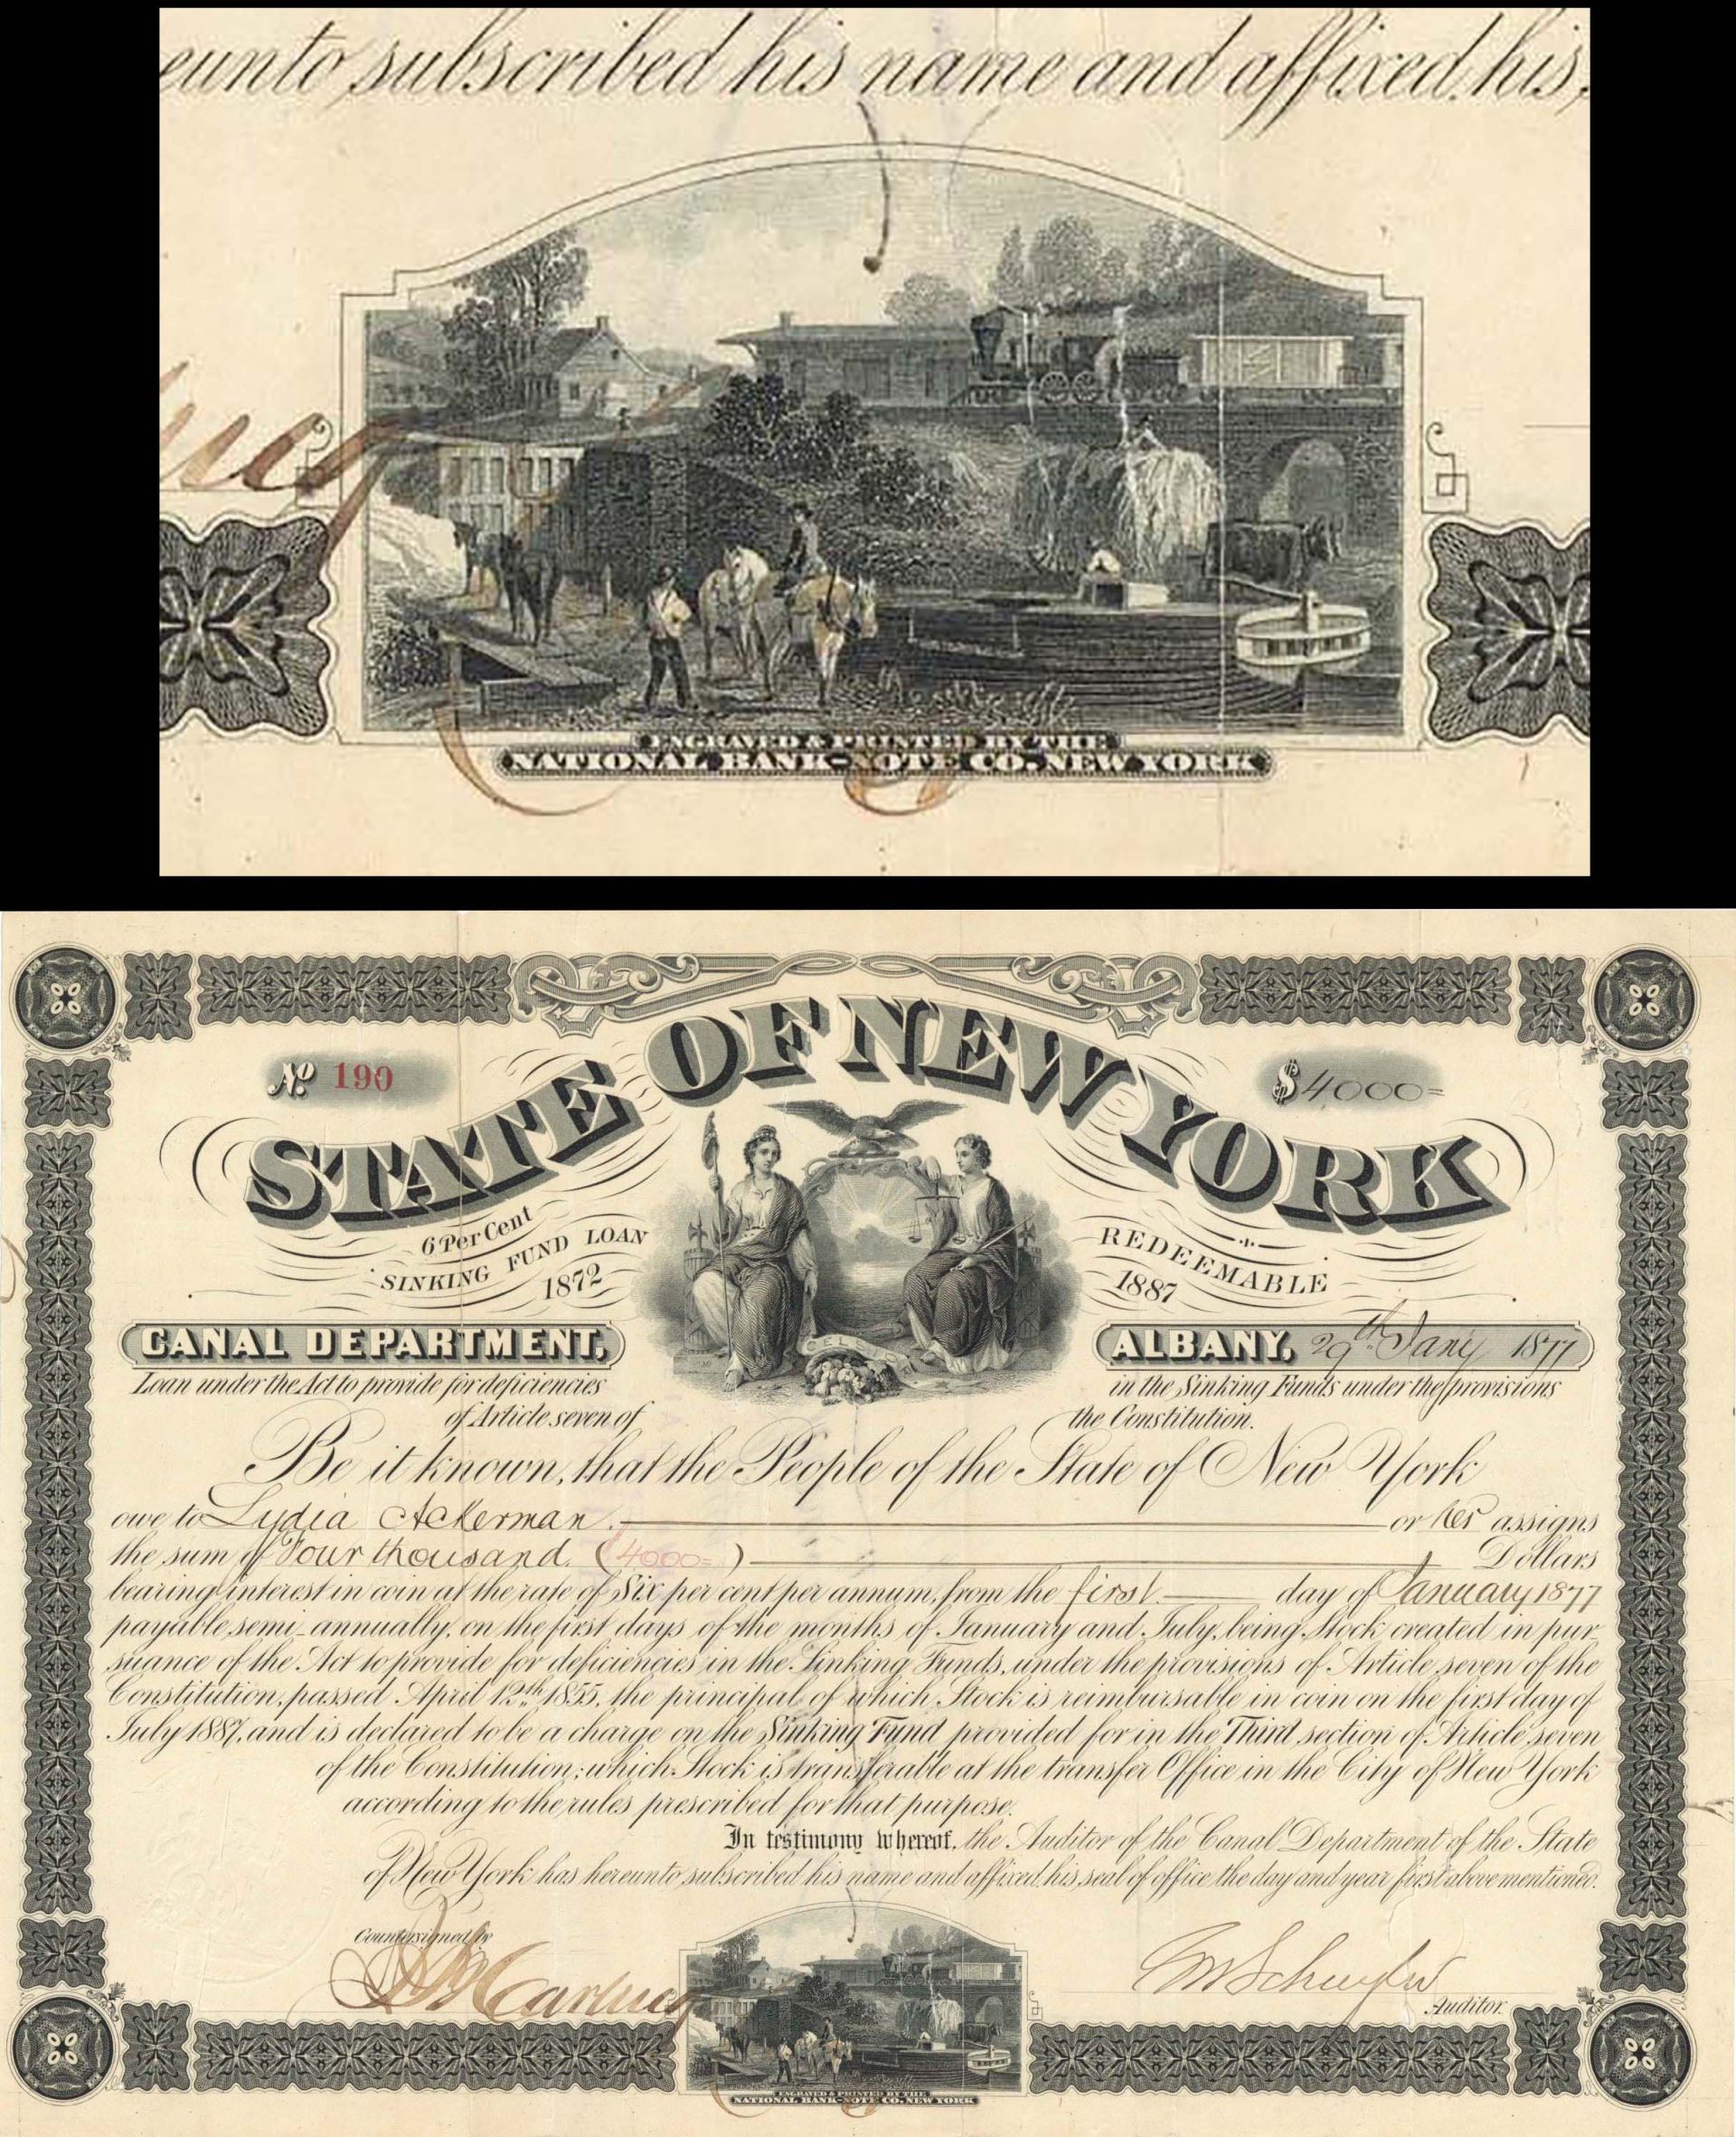 eunto subscribed his name and affixed his
ENGRAVED & PRINTED BY THE
NATIONAL BANK-NOTE CO. NEW YORK
No. 190
$4000=
STATE OF NEW YORK
6 Per Cent
SINKING FUND LOAN
1872
REDEEMABLE
1887
CANAL DEPARTMENT,
ALBANY, 29th Jany 1877
Loan under the Act to provide for deficiencies in the Sinking Funds under the provisions
of Article seven of the Constitution.
Be it known, that the People of the State of New York
owe to Lydia Ackerman. or her assigns
the sum of Four thousand (4000=) Dollars
bearing interest in coin at the rate of Six per cent per annum, from the first day of January 1877
payable semi-annually, on the first days of the months of January and July, being Stock created in pur-
suance of the Act to provide for deficiencies in the Sinking Funds, under the provisions of Article seven of the
Constitution, passed April 12th 1855, the principal of which Stock is reimbursable in coin on the first day of
July 1887, and is declared to be a charge on the Sinking Fund provided for in the Third section of Article seven
of the Constitution; which Stock is transferable at the transfer Office in the City of New York
according to the rules prescribed for that purpose.
In testimony whereof, the Auditor of the Canal Department of the State
of New York has hereunto subscribed his name and affixed his seal of office the day and year first above mentioned.
Countersigned by
Auditor.
ENGRAVED & PRINTED BY THE
NATIONAL BANK-NOTE CO. NEW YORK